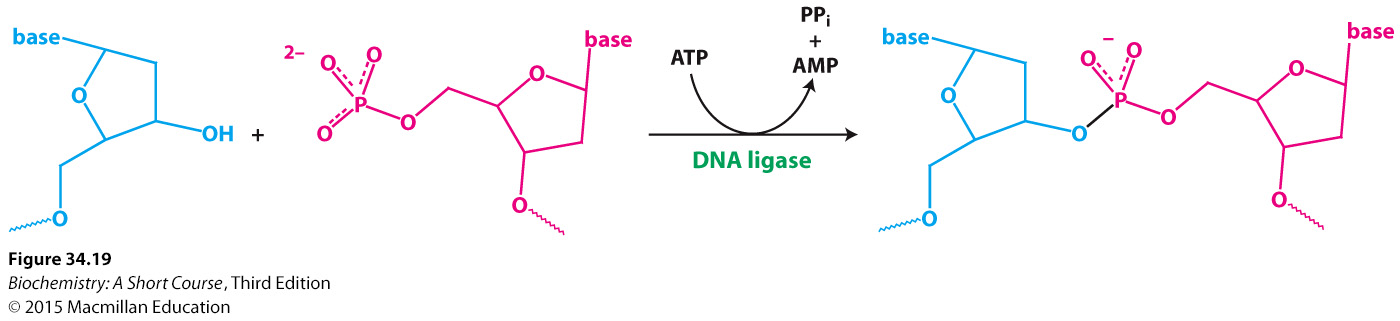 base
O
OH
O
+
2–
O
O
O
P
O
O
base
O
ATP
PPi
+
AMP
DNA ligase
base
O
O
O
–
O
O
P
O
O
base
O
Figure 34.19
Biochemistry: A Short Course, Third Edition
© 2015 Macmillan Education